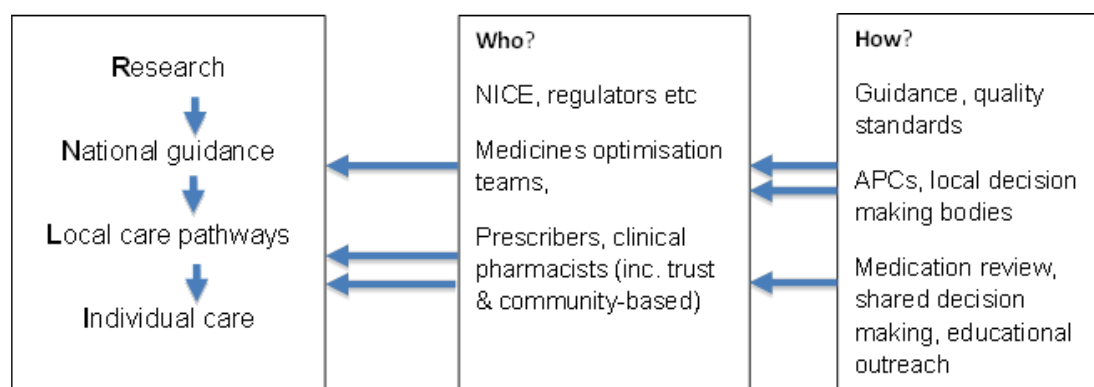 Research
National guidance
Local care pathways
Individual care
Who?
NICE, regulators etc
Medicines optimisation
teams,
Prescribers, clinical
pharmacists (inc. trust
& community-based)
How?
Guidance, quality
standards
APCs, local decision
making bodies
Medication review,
shared decision
making, educational
outreach